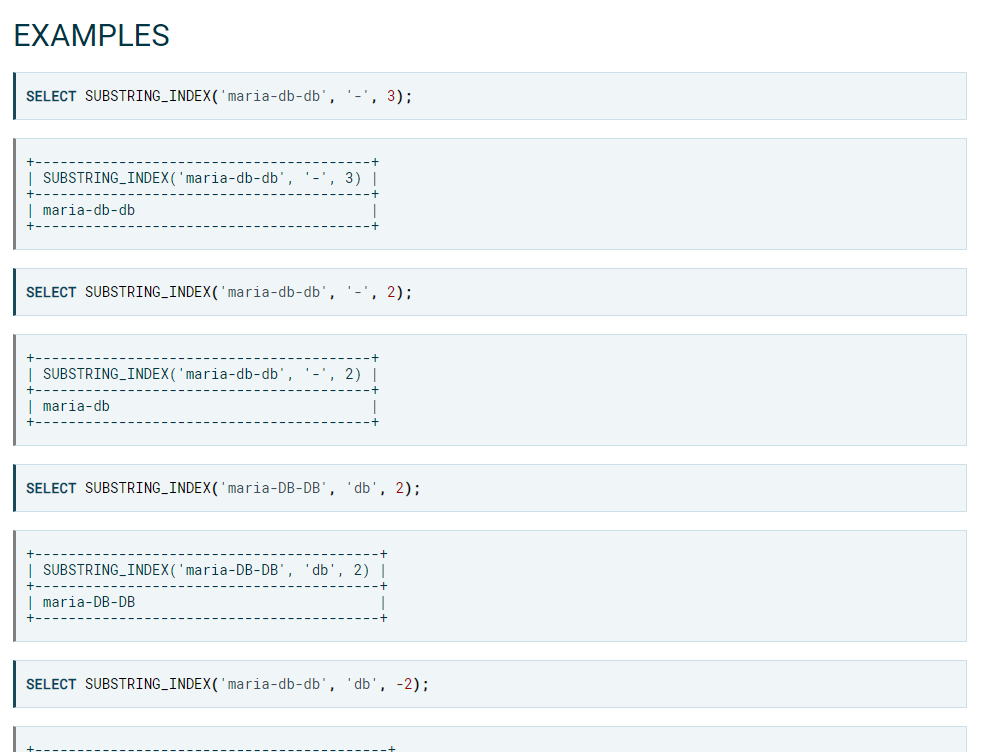 EXAMPLES
SELECT SUBSTRING_INDEX('maria-db-db', '-', 3);
+----------------------------------------+
| SUBSTRING_INDEX('maria-db-db', '-', 3) |
+----------------------------------------+
| maria-db-db                            |
+----------------------------------------+
SELECT SUBSTRING_INDEX('maria-db-db', '-', 2);
+----------------------------------------+
| SUBSTRING_INDEX('maria-db-db', '-', 2) |
+----------------------------------------+
| maria-db                               |
+----------------------------------------+
SELECT SUBSTRING_INDEX('maria-DB-DB', 'db', 2);
+-----------------------------------------+
| SUBSTRING_INDEX('maria-DB-DB', 'db', 2) |
+-----------------------------------------+
| maria-DB-DB                             |
+-----------------------------------------+
SELECT SUBSTRING_INDEX('maria-db-db', 'db', -2);
+------------------------------------------+